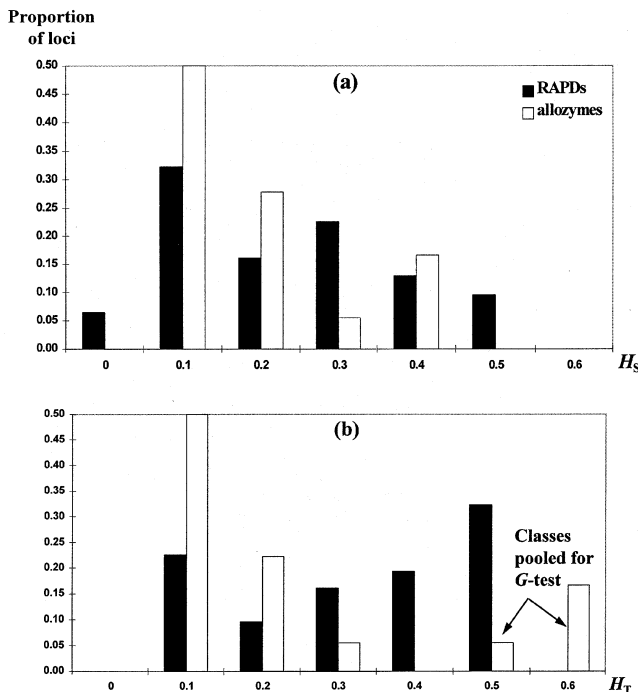 Proportion
of loci
(a)
RAPDs
allozymes
0.50
0.45
0.40
0.35
0.30
0.25
0.20
0.15
0.10
0.05
0.00
0 0.1 0.2 0.3 0.4 0.5 0.6 HS
(b)
0.50
0.45
0.40
0.35
0.30
0.25
0.20
0.15
0.10
0.05
0.00
Classes
pooled for
G-test
0 0.1 0.2 0.3 0.4 0.5 0.6 HT